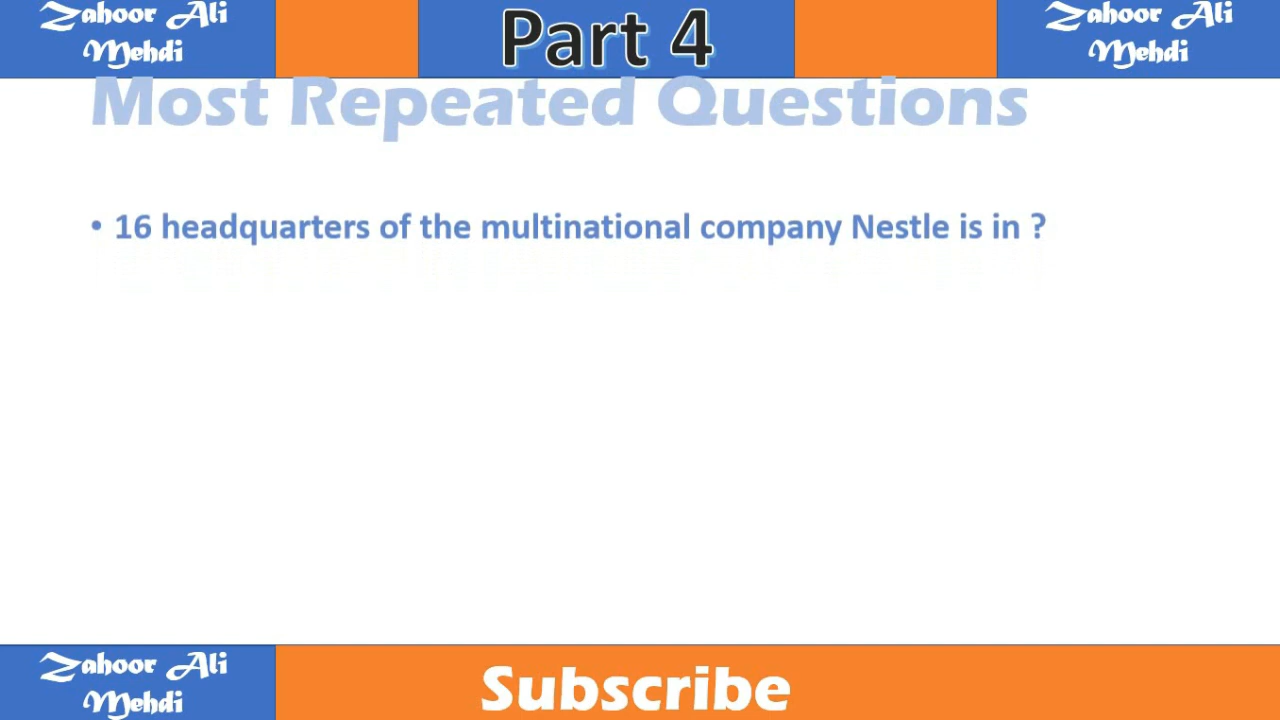 Zahoor Ali
Mehdi
Part 4
Zahoor Ali
Mehdi
Most Repeated Questions
• 16 headquarters of the multinational company Nestle is in ?
Zahoor Ali
Mehdi
Subscribe